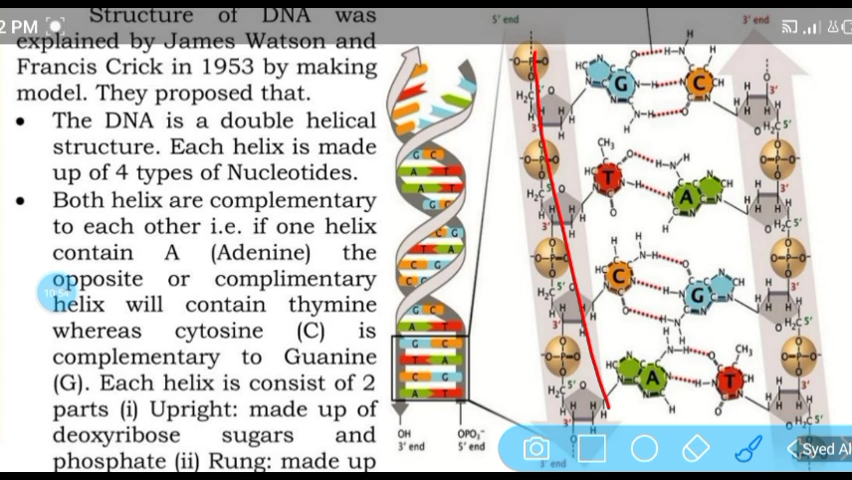 2 PM
Structure of DNA was
explained by James Watson and
Francis Crick in 1953 by making
model. They proposed that.
• The DNA is a double helical
structure. Each helix is made
up of 4 types of Nucleotides.
• Both helix are complementary
to each other i.e. if one helix
contain A (Adenine) the
opposite or complimentary
helix will contain thymine
whereas cytosine (C) is
complementary to Guanine
(G). Each helix is consist of 2
parts (i) Upright: made up of
deoxyribose sugars and
phosphate (ii) Rung: made up
G C
A T
A T
G C
C G
T A
C G
G C
A T
G C
T A
C G
A T
OH
3' end
OPO₃⁻
5' end
5' end
3' end
G C
T A
C G
A T
3' end
Syed Al